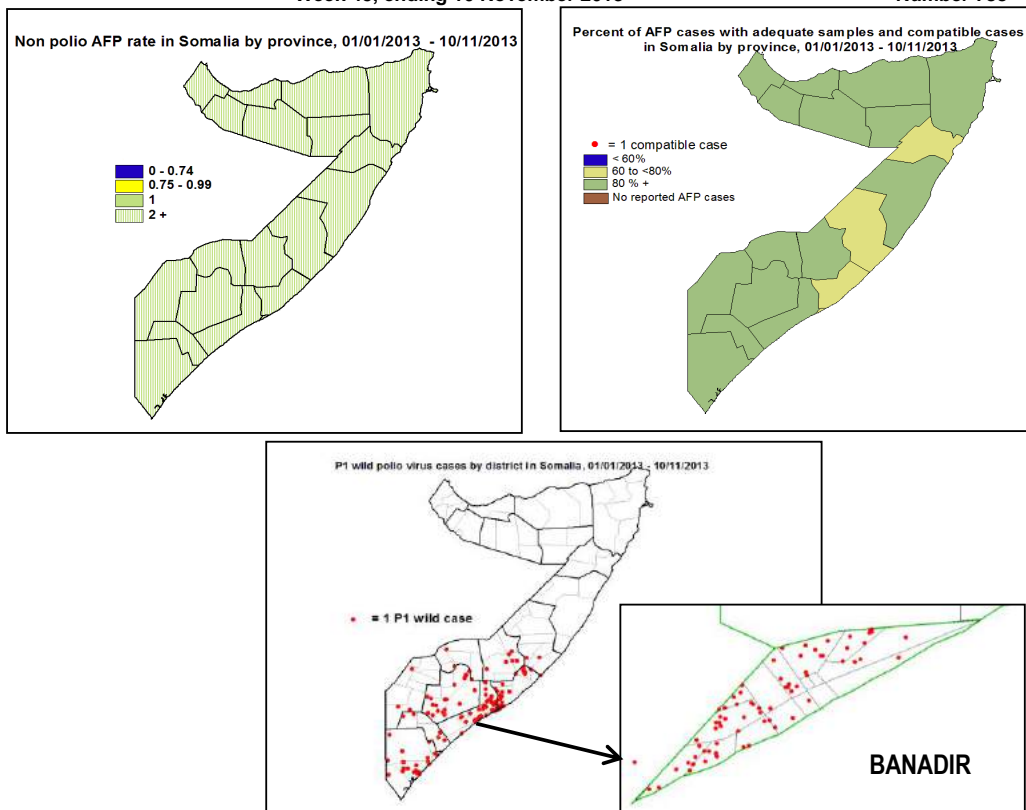 Non polio AFP rate in Somalia by province, 01/01/2013 - 10/11/2013
0 - 0.74
0.75 - 0.99
1
2 +
Percent of AFP cases with adequate samples and compatible cases
in Somalia by province, 01/01/2013 - 10/11/2013
= 1 compatible case
< 60%
60 to <80%
80 % +
No reported AFP cases
P1 wild polio virus cases by district in Somalia, 01/01/2013 - 10/11/2013
= 1 P1 wild case
BANADIR